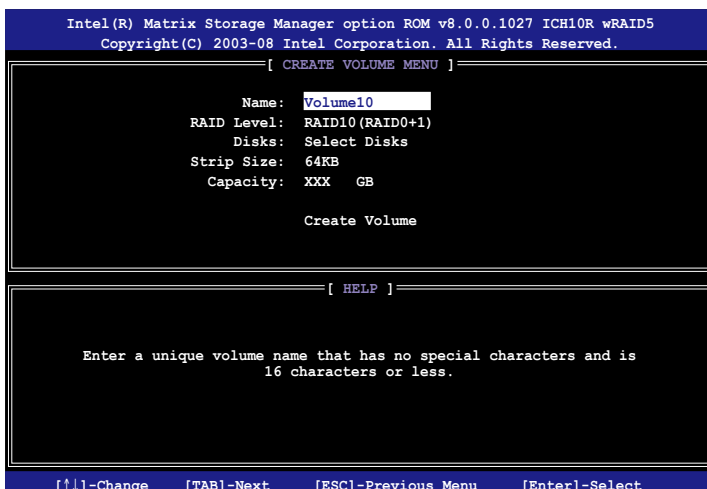 Intel(R) Matrix Storage Manager option ROM v8.0.0.1027 ICH10R wRAID5
Copyright(C) 2003-08 Intel Corporation. All Rights Reserved.
[ CREATE VOLUME MENU ]
Name: Volume10
RAID Level: RAID10(RAID0+1)
Disks: Select Disks
Strip Size: 64KB
Capacity: XXX GB
Create Volume
[ HELP ]
Enter a unique volume name that has no special characters and is
16 characters or less.
[↑↓]-Change [TAB]-Next [ESC]-Previous Menu [Enter]-Select